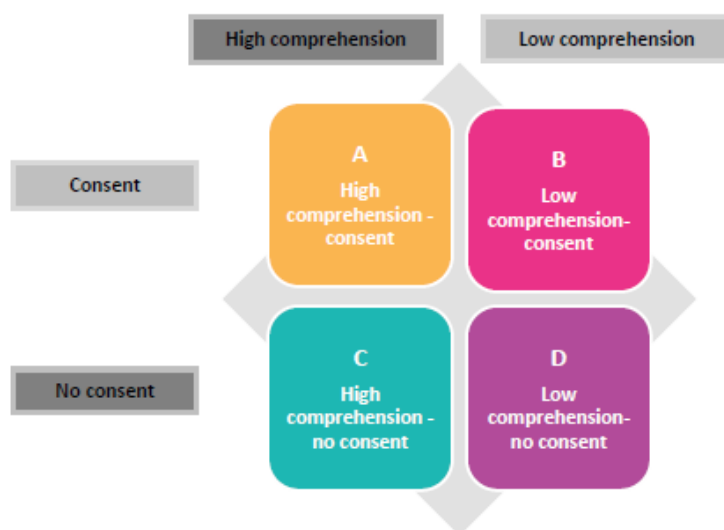 High comprehension
Low comprehension
Consent
A
High
comprehension -
consent
B
Low
comprehension-
consent
No consent
C
High
comprehension -
no consent
D
Low
comprehension-
no consent